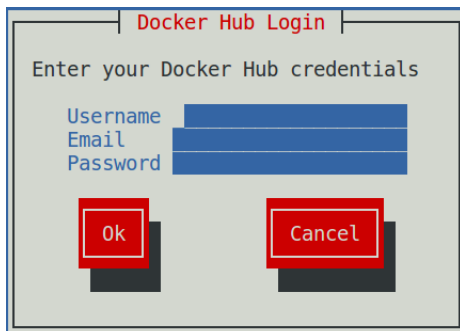 Docker Hub Login
Enter your Docker Hub credentials
Username
Email
Password
Ok Cancel